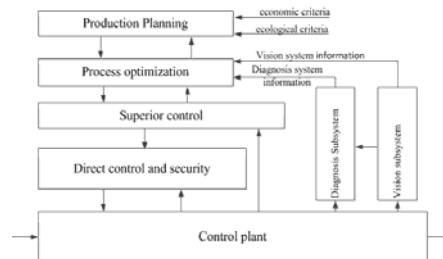 economic criteria
Production Planning
ecological criteria
Vision system information
Process optimization
Diagnosis system
information
Superior control
Diagnosis Subsystem
Vision subsystem
Direct control and security
Control plant